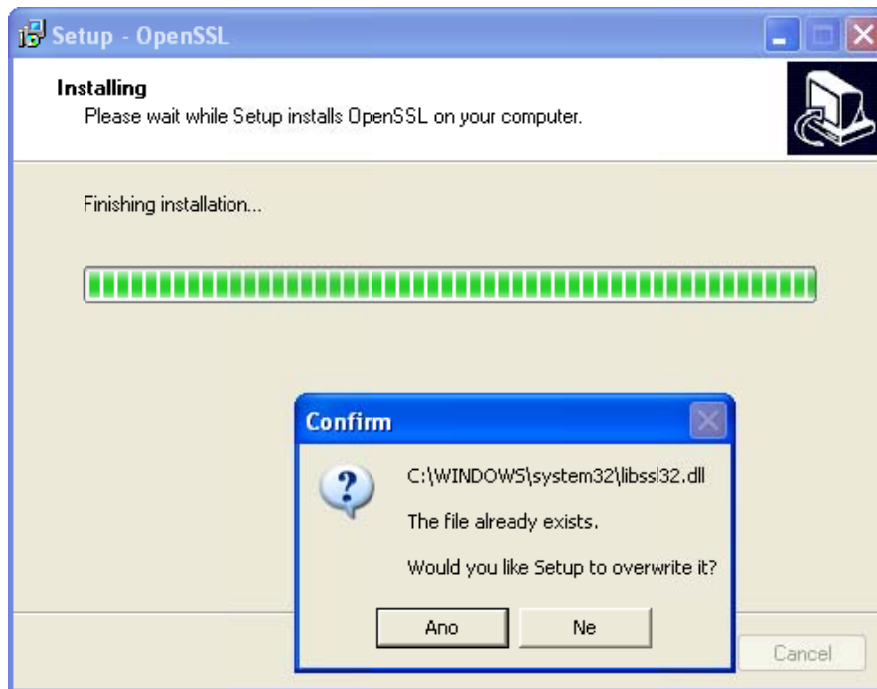 Setup - OpenSSL
Installing
Please wait while Setup installs OpenSSL on your computer.
Finishing installation...
Confirm
C:\WINDOWS\system32\libssl32.dll
The file already exists.
Would you like Setup to overwrite it?
Ano
Ne
Cancel